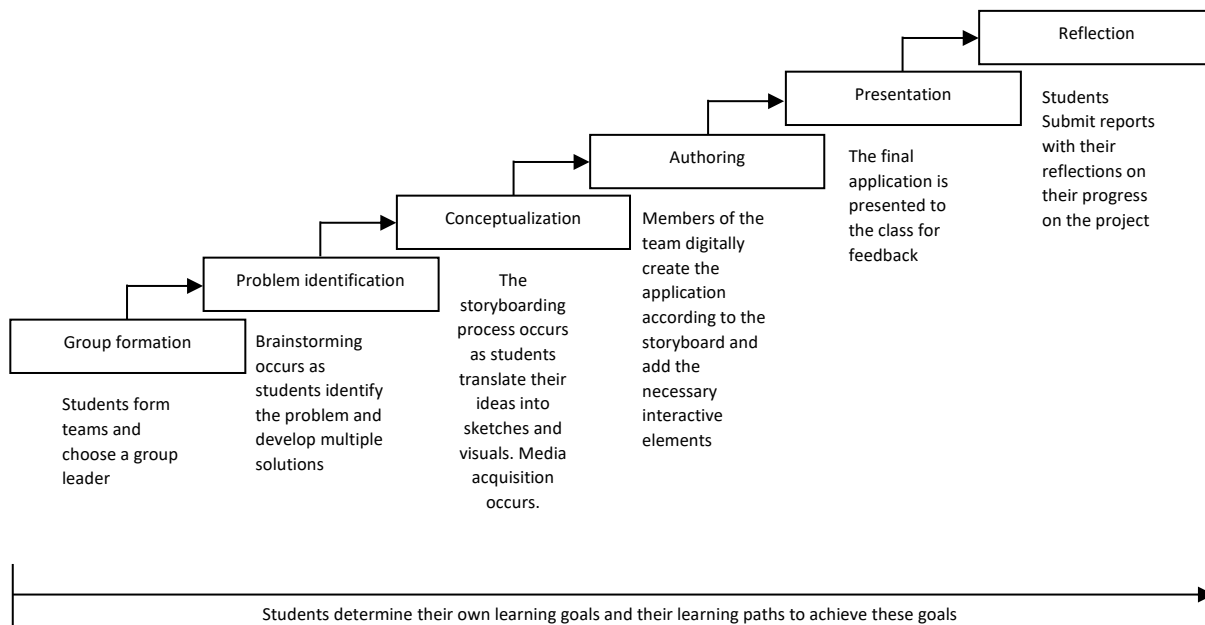 Group formation
Students form
teams and
choose a group
leader
Problem identification
Brainstorming
occurs as
students identify
the problem and
develop multiple
solutions
Conceptualization
The
storyboarding
process occurs
as students
translate their
ideas into
sketches and
visuals. Media
acquisition
occurs.
Authoring
Members of the
team digitally
create the
application
according to the
storyboard and
add the
necessary
interactive
elements
Presentation
The final
application is
presented to
the class for
feedback
Reflection
Students
Submit reports
with their
reflections on
their progress
on the project
Students determine their own learning goals and their learning paths to achieve these goals